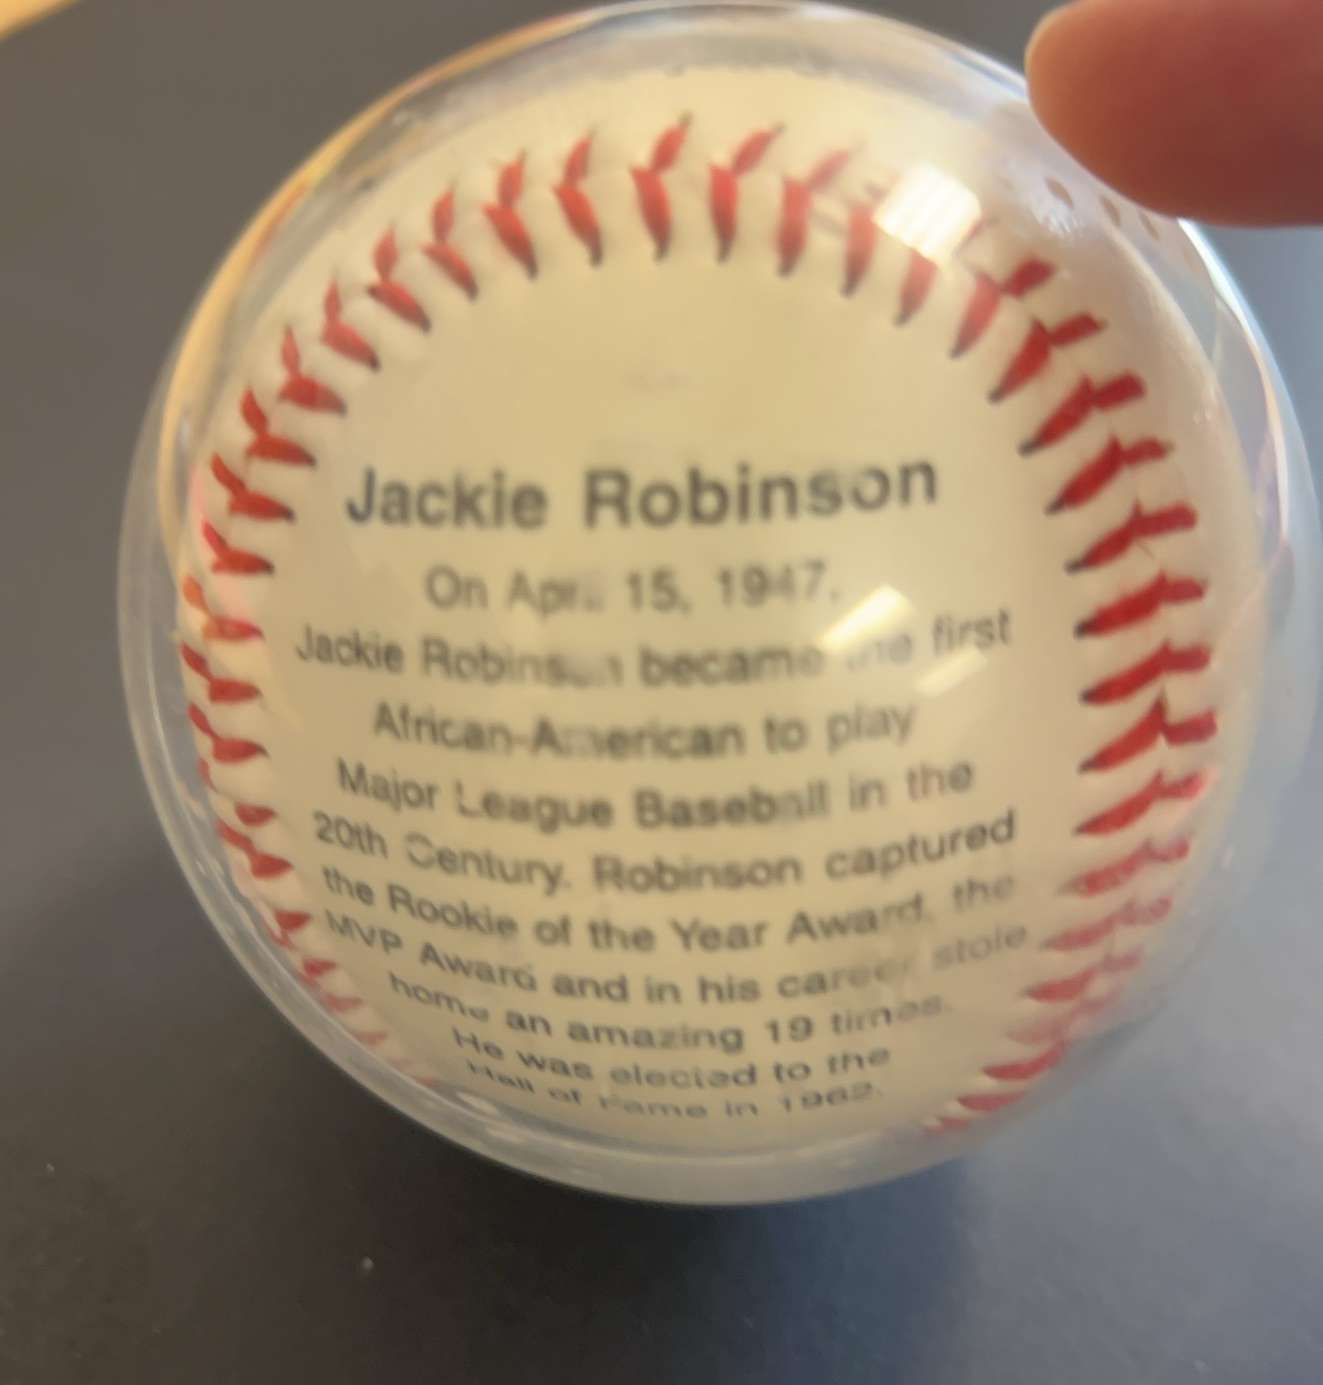 Jackie Robinson
On April 15, 1947,
Jackie Robinson became the first
African-American to play
Major League Baseball in the
20th Century. Robinson captured
the Rookie of the Year Award, the
MVP Award and in his career stole
home an amazing 19 times.
He was elected to the
Hall of Fame in 1962.